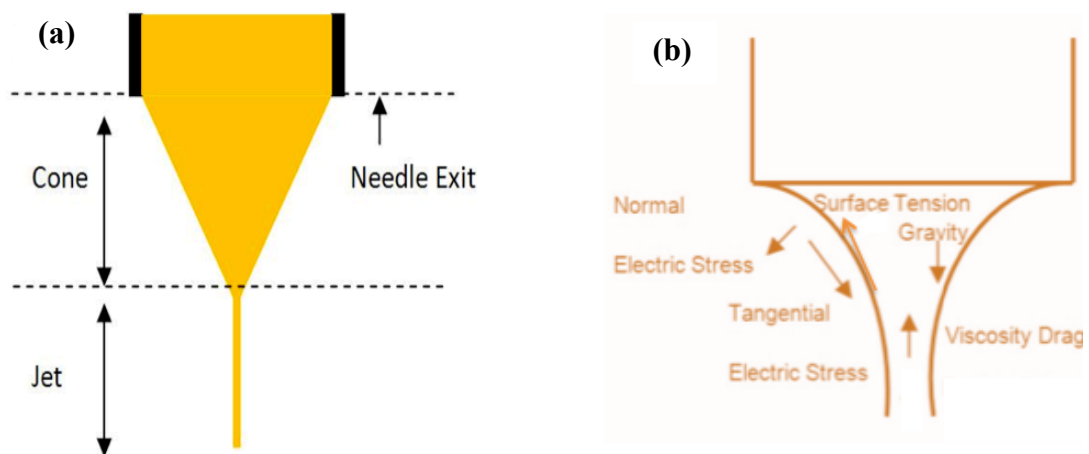 (a)
Cone
Needle Exit
Jet
(b)
Normal
Surface Tension
Gravity
Electric Stress
Tangential
Viscosity Drag
Electric Stress